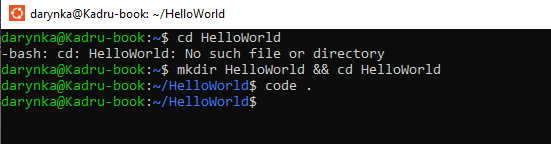 darynka@Kadru-book: ~/HelloWorld
darynka@Kadru-book:~$ cd HelloWorld
-bash: cd: HelloWorld: No such file or directory
darynka@Kadru-book:~$ mkdir HelloWorld && cd HelloWorld
darynka@Kadru-book:~/HelloWorld$ code .
darynka@Kadru-book:~/HelloWorld$